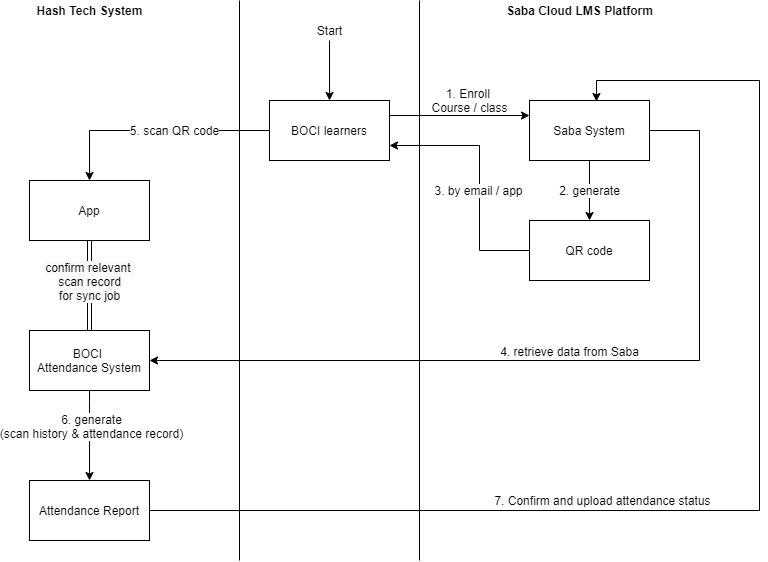 Hash Tech System
Saba Cloud LMS Platform
Start
1. Enroll
Course / class
BOCI learners
Saba System
5. scan QR code
3. by email / app
2. generate
App
QR code
confirm relevant
scan record
for sync job
BOCI
Attendance System
4. retrieve data from Saba
6. generate
(scan history & attendance record)
Attendance Report
7. Confirm and upload attendance status